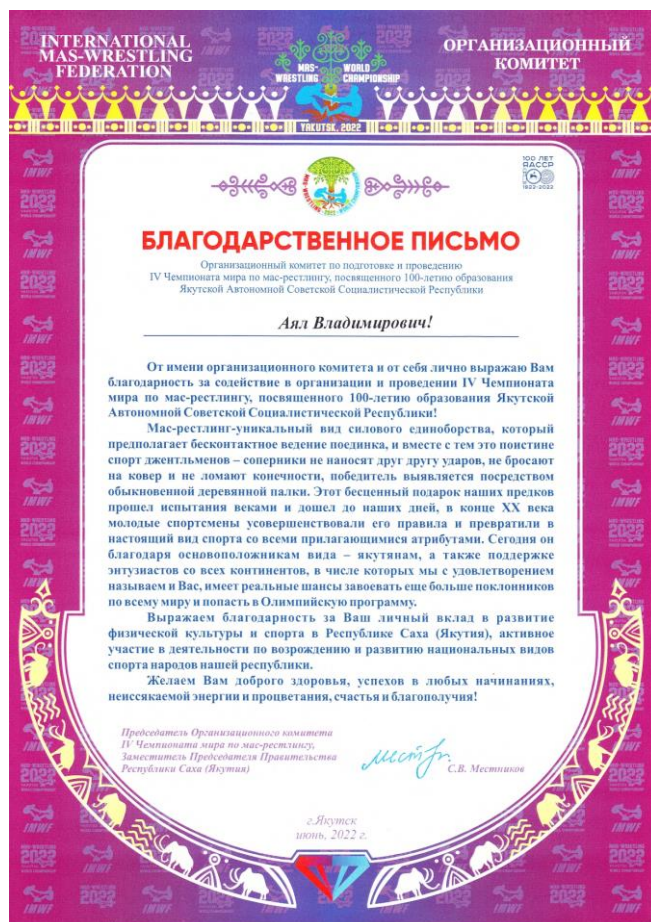 INTERNATIONAL
MAS-WRESTLING
FEDERATION
MAS-
WRESTLING
WORLD
CHAMPIONSHIP
YAKUTSK, 2022
ОРГАНИЗАЦИОННЫЙ
КОМИТЕТ
100 ЛЕТ
ЯАССР
1922-2022
БЛАГОДАРСТВЕННОЕ ПИСЬМО
Организационный комитет по подготовке и проведению
IV Чемпионата мира по мас-рестлингу, посвященного 100-летию образования
Якутской Автономной Советской Социалистической Республики
Аял Владимирович!
От имени организационного комитета и от себя лично выражаю Вам
благодарность за содействие в организации и проведении IV Чемпионата
мира по мас-рестлингу, посвященного 100-летию образования Якутской
Автономной Советской Социалистической Республики!
Мас-рестлинг-уникальный вид силового единоборства, который
предполагает бесконтактное ведение поединка, и вместе с тем это поистине
спорт джентльменов – соперники не наносят друг другу ударов, не бросают
на ковер и не ломают конечности, победитель выявляется посредством
обыкновенной деревянной палки. Этот бесценный подарок наших предков
прошел испытания веками и дошел до наших дней, в конце XX века
молодые спортсмены усовершенствовали его правила и превратили в
настоящий вид спорта со всеми прилагающимися атрибутами. Сегодня он
благодаря основоположникам вида – якутянам, а также поддержке
энтузиастов со всех континентов, в числе которых мы с удовлетворением
называем и Вас, имеет реальные шансы завоевать еще больше поклонников
по всему миру и попасть в Олимпийскую программу.
Выражаем благодарность за Ваш личный вклад в развитие
физической культуры и спорта в Республике Саха (Якутия), активное
участие в деятельности по возрождению и развитию национальных видов
спорта народов нашей республики.
Желаем Вам доброго здоровья, успехов в любых начинаниях,
неиссякаемой энергии и процветания, счастья и благополучия!
Председатель Организационного комитета
IV Чемпионата мира по мас-рестлингу,
Заместитель Председателя Правительства
Республики Саха (Якутия)
С.В. Местников
г.Якутск
июнь, 2022 г.